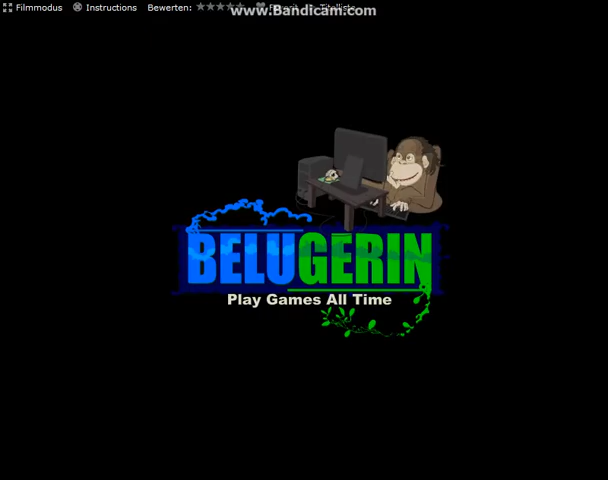 Filmmodus Instructions Bewerten:
www.Bandicam.com
BELUGERIN
Play Games All Time